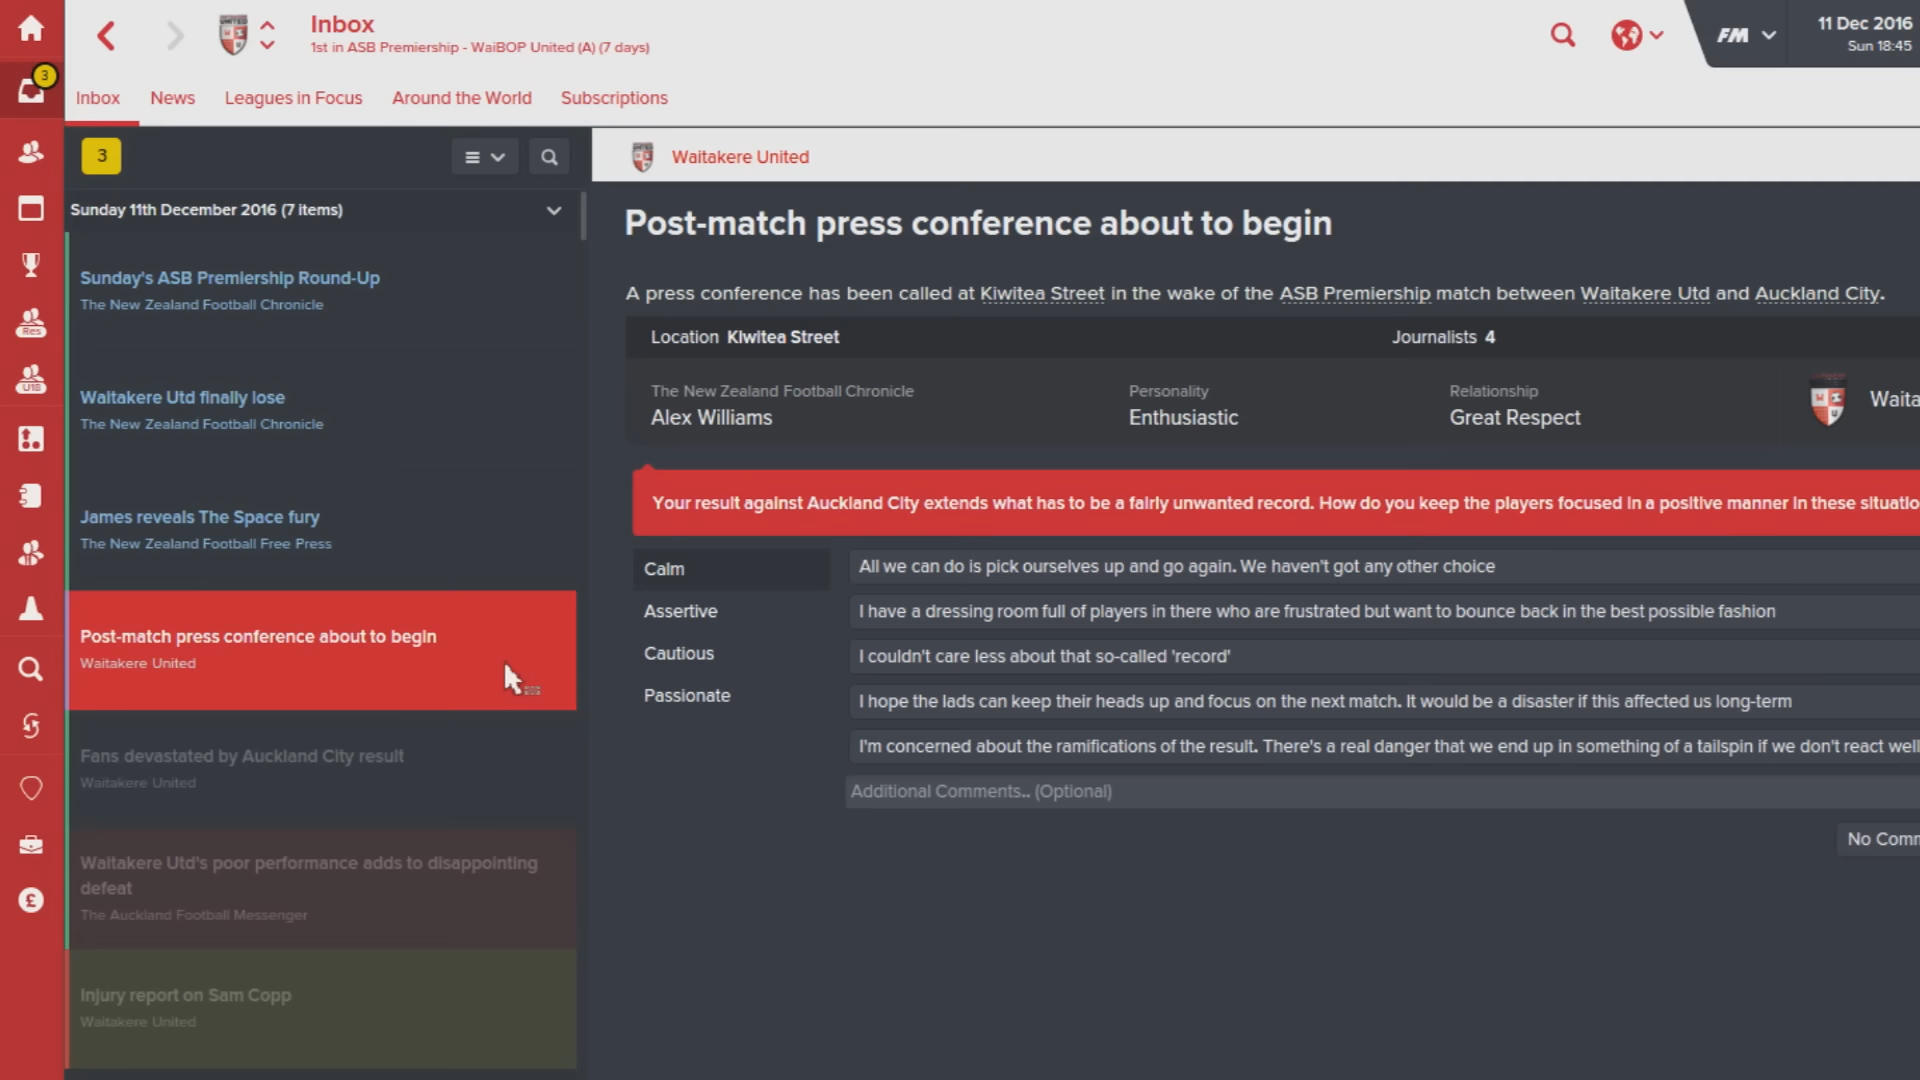 Inbox
1st in ASB Premiership - WaiBOP United (A) (7 days)
FM
11 Dec 2016
Sun 18:45
3
Inbox
News
Leagues in Focus
Around the World
Subscriptions
3
Sunday 11th December 2016 (7 items)
Sunday's ASB Premiership Round-Up
The New Zealand Football Chronicle
Waitakere Utd finally lose
The New Zealand Football Chronicle
James reveals The Space fury
The New Zealand Football Free Press
Post-match press conference about to begin
Waitakere United
Fans devastated by Auckland City result
Waitakere United
Waitakere Utd's poor performance adds to disappointing
defeat
The Auckland Football Messenger
Injury report on Sam Copp
Waitakere United
Res
U18
Waitakere United
Post-match press conference about to begin
A press conference has been called at Kiwitea Street in the wake of the ASB Premiership match between Waitakere Utd and Auckland City.
Location Kiwitea Street
Journalists 4
The New Zealand Football Chronicle
Alex Williams
Personality
Enthusiastic
Relationship
Great Respect
Waita
Your result against Auckland City extends what has to be a fairly unwanted record. How do you keep the players focused in a positive manner in these situatio
Calm
Assertive
Cautious
Passionate
All we can do is pick ourselves up and go again. We haven't got any other choice
I have a dressing room full of players in there who are frustrated but want to bounce back in the best possible fashion
I couldn't care less about that so-called 'record'
I hope the lads can keep their heads up and focus on the next match. It would be a disaster if this affected us long-term
I'm concerned about the ramifications of the result. There's a real danger that we end up in something of a tailspin if we don't react well
Additional Comments.. (Optional)
No Comm